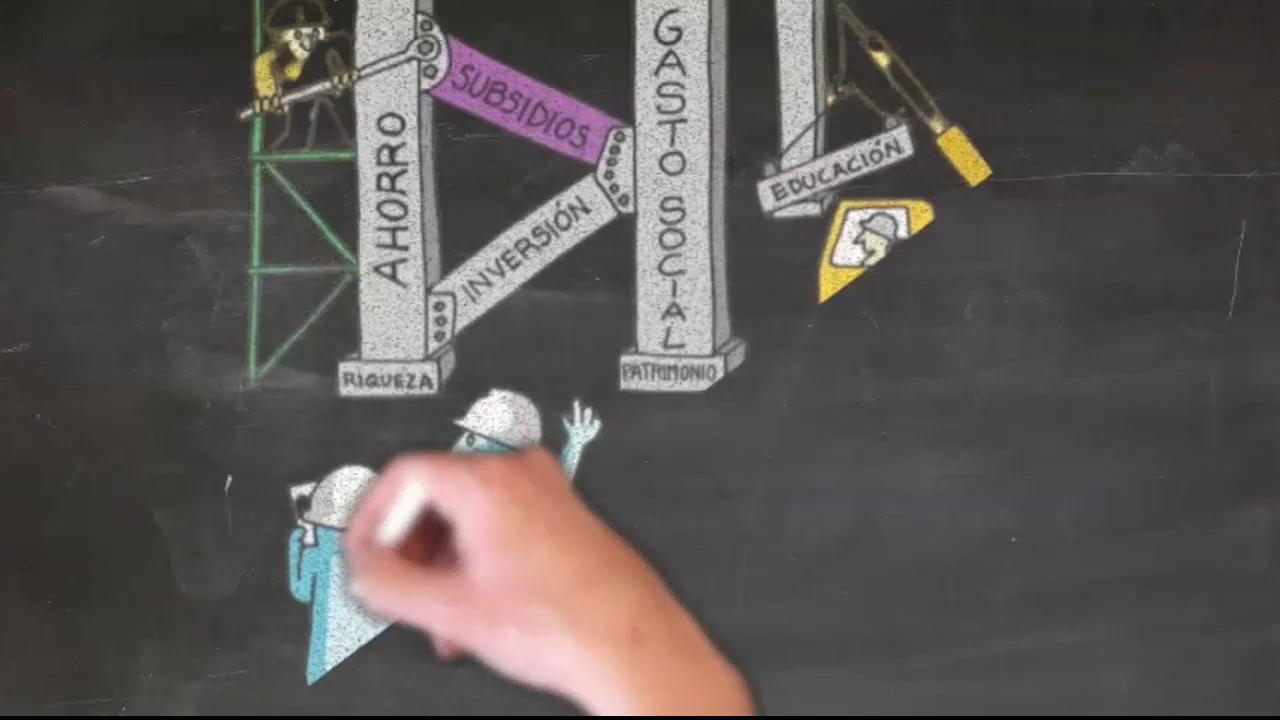 SUBSIDIOS
AHORRO
INVERSIÓN
GASTO SOCIAL
EDUCACIÓN
RIQUEZA
PATRIMONIO